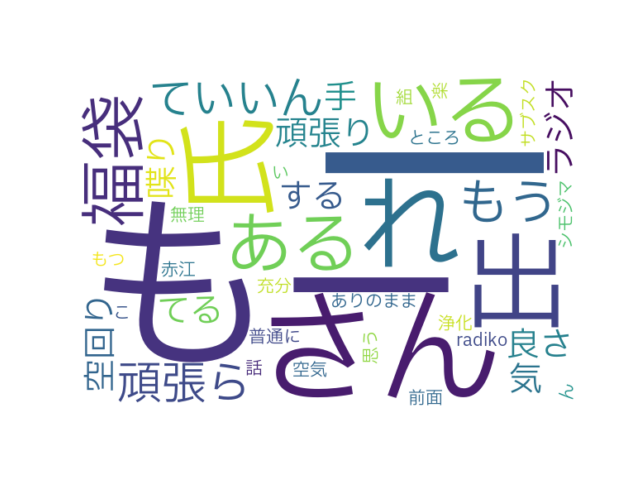 福袋
ていいん
手
いる
組
楽
サブスク
ラジオ
氏
喋り
頑張り
ところ
い
する
れ
もう
シモジマ
無理
も
ある
出
もつ
赤江
充分
ー
ありのまま
てる
こ
空回り
さん
浄化
普通に
radiko
良さ
思う
頑張ら
話
空気
前面
気
ん